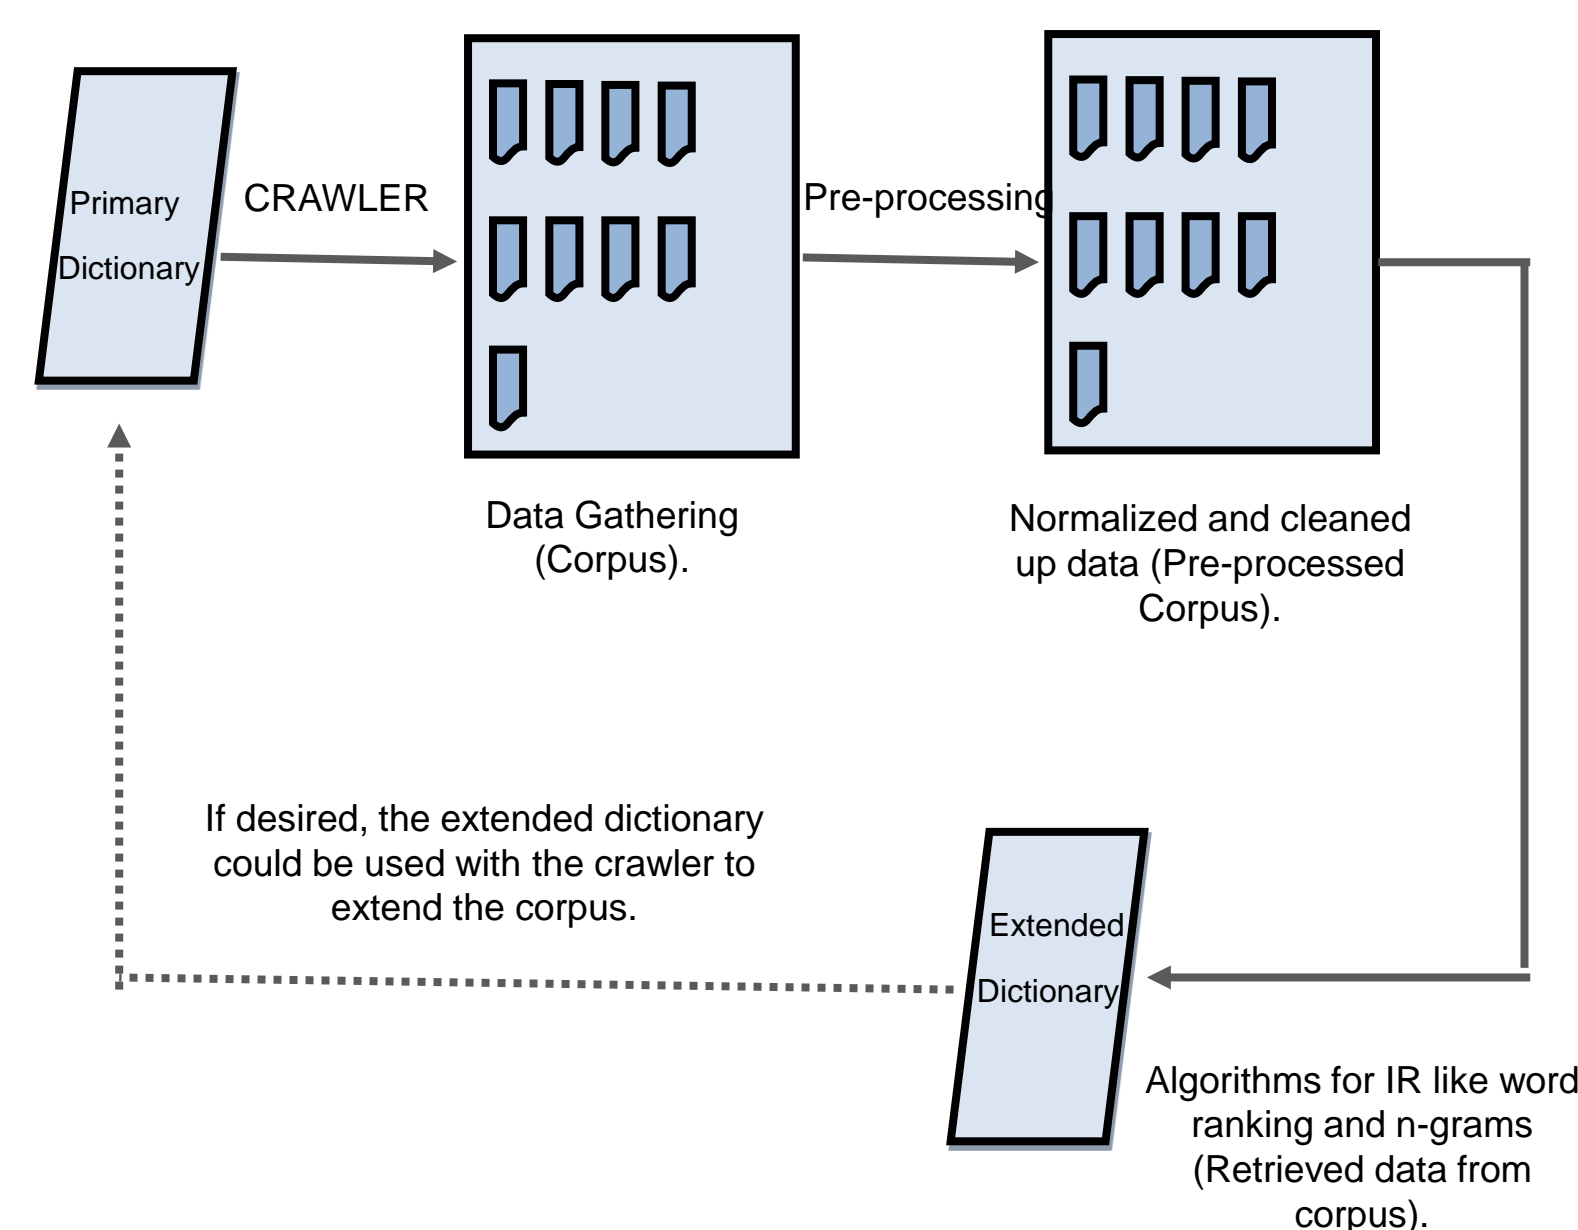 Primary
Dictionary
CRAWLER
Pre-processing
Data Gathering
(Corpus).
Normalized and cleaned
up data (Pre-processed
Corpus).
If desired, the extended dictionary
could be used with the crawler to
extend the corpus.
Extended
Dictionary
Algorithms for IR like word
ranking and n-grams
(Retrieved data from
corpus).